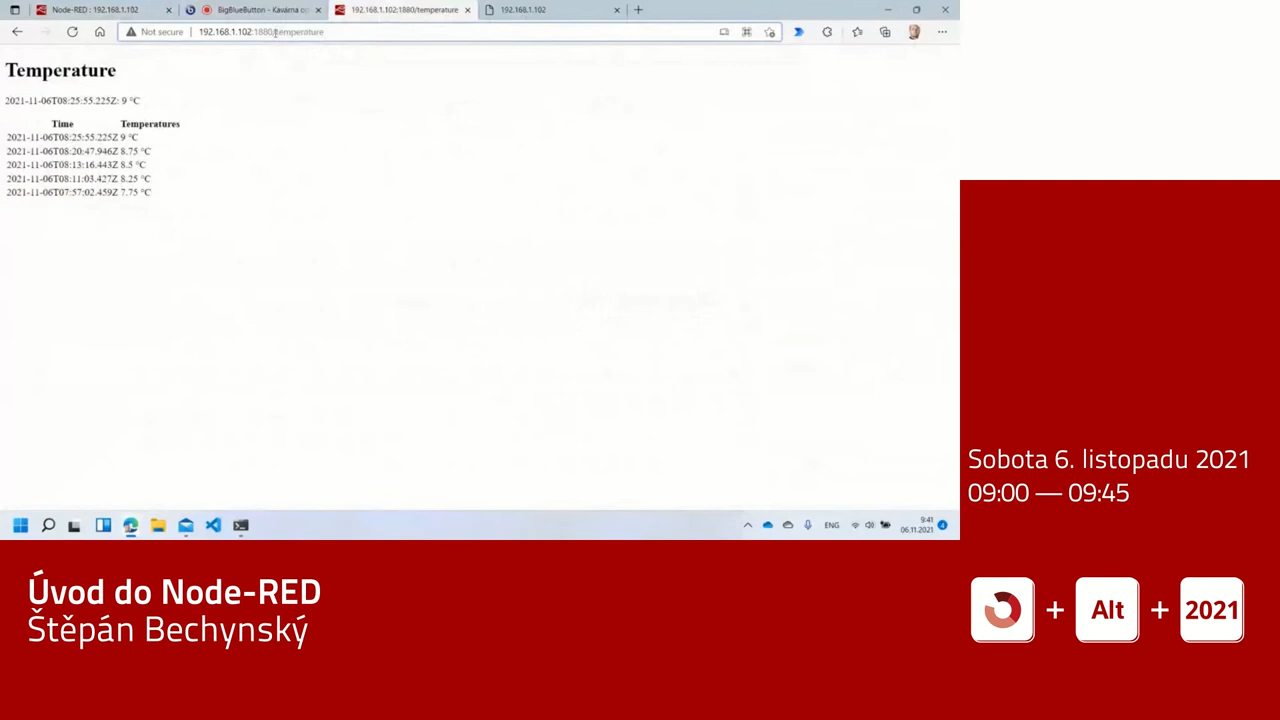 Node-RED : 192.168.1.102
BigBlueButton - Kavárna
192.168.1.102:1880/temperature
192.168.1.102
Not secure
192.168.1.102:1880/temperature
Temperature
2021-11-06T08:25:55.225Z: 9 °C
Time Temperatures
2021-11-06T08:25:55.225Z 9 °C
2021-11-06T08:20:47.946Z 8.75 °C
2021-11-06T08:13:16.443Z 8.5 °C
2021-11-06T08:11:03.427Z 8.25 °C
2021-11-06T07:57:02.459Z 7.75 °C
ENG
9:41
06.11.2021
4
Sobota 6. listopadu 2021
09:00 — 09:45
Úvod do Node-RED
Štěpán Bechynský
+ Alt + 2021